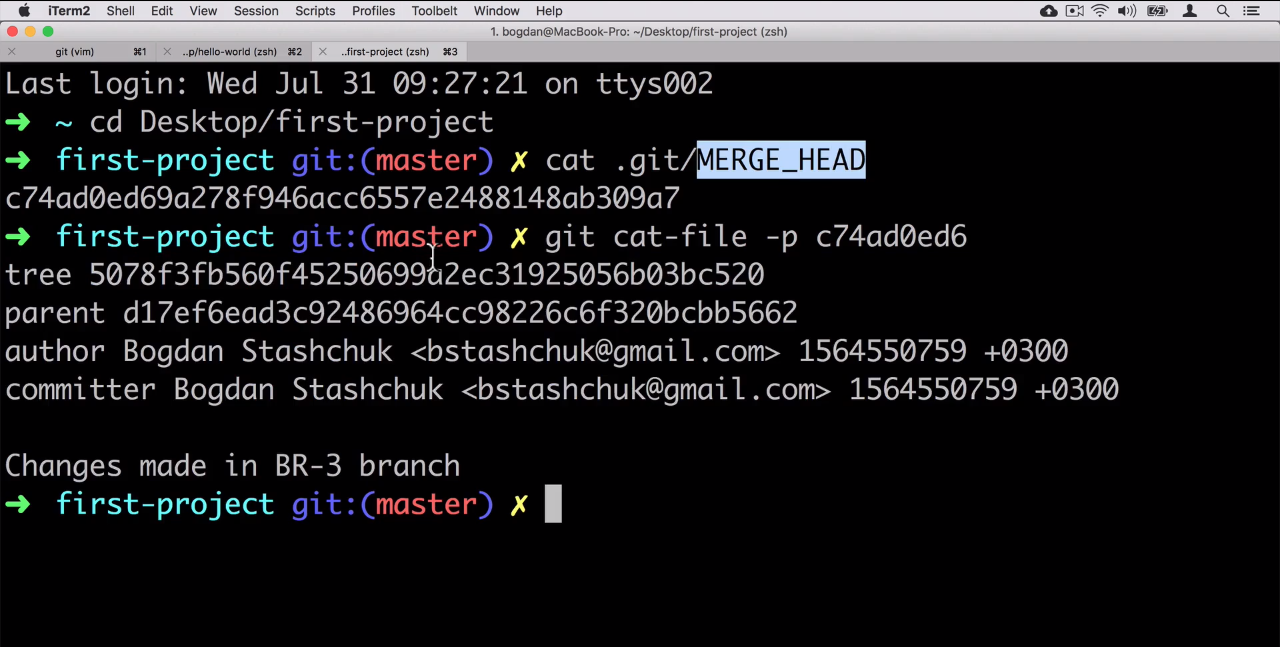 iTerm2 Shell Edit View Session Scripts Profiles Toolbelt Window Help
1. bogdan@MacBook-Pro: ~/Desktop/first-project (zsh)
git (vim) ⌘1 ..p/hello-world (zsh) ⌘2 ..first-project (zsh) ⌘3
Last login: Wed Jul 31 09:27:21 on ttys002
➜ ~ cd Desktop/first-project
➜ first-project git:(master) ✗ cat .git/MERGE_HEAD
c74ad0ed69a278f946acc6557e2488148ab309a7
➜ first-project git:(master) ✗ git cat-file -p c74ad0ed6
tree 5078f3fb560f45250699a2ec31925056b03bc520
parent d17ef6ead3c92486964cc98226c6f320bcbb5662
author Bogdan Stashchuk <bstashchuk@gmail.com> 1564550759 +0300
committer Bogdan Stashchuk <bstashchuk@gmail.com> 1564550759 +0300
Changes made in BR-3 branch
➜ first-project git:(master) ✗